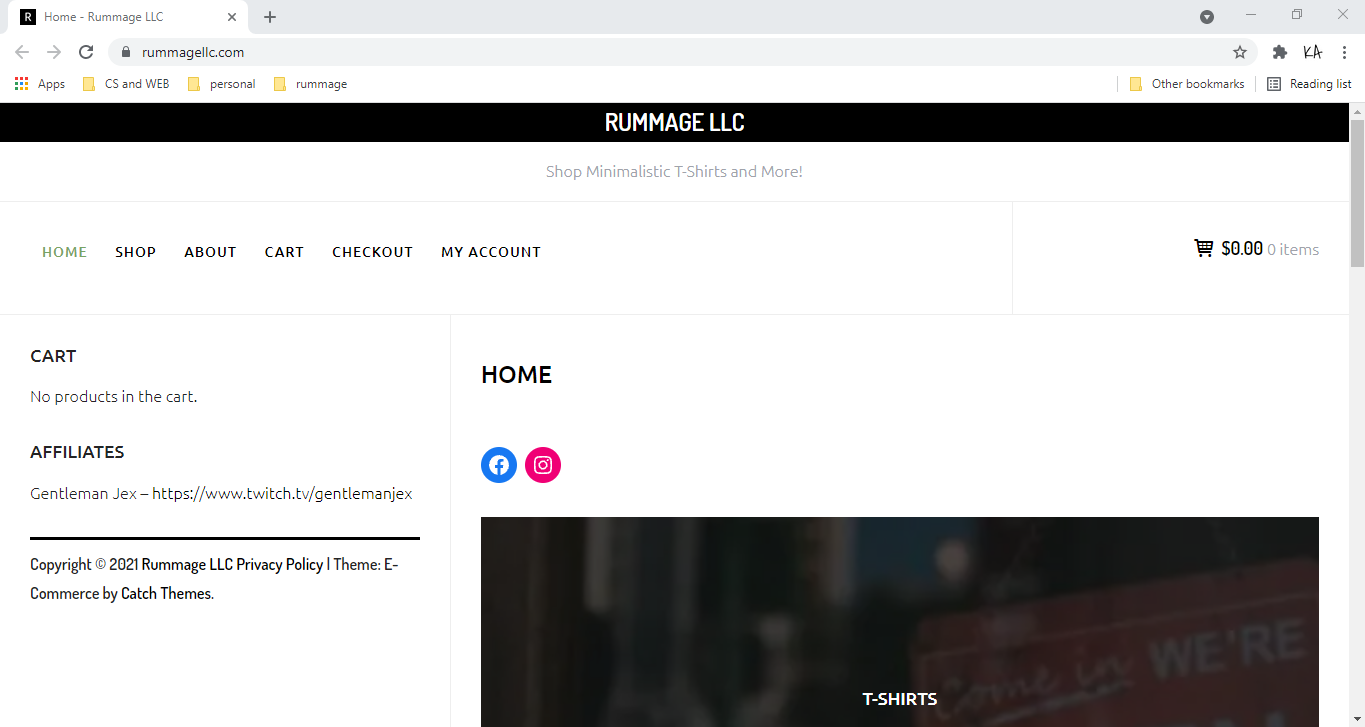 R Home - Rummage LLC
rummagellc.com
KA
Apps CS and WEB personal rummage Other bookmarks Reading list
RUMMAGE LLC
Shop Minimalistic T-Shirts and More!
HOME SHOP ABOUT CART CHECKOUT MY ACCOUNT $0.00 0 items
CART
No products in the cart.
AFFILIATES
Gentleman Jex – https://www.twitch.tv/gentlemanjex
Copyright © 2021 Rummage LLC Privacy Policy | Theme: E-
Commerce by Catch Themes.
HOME
Come in WE'RE
T-SHIRTS